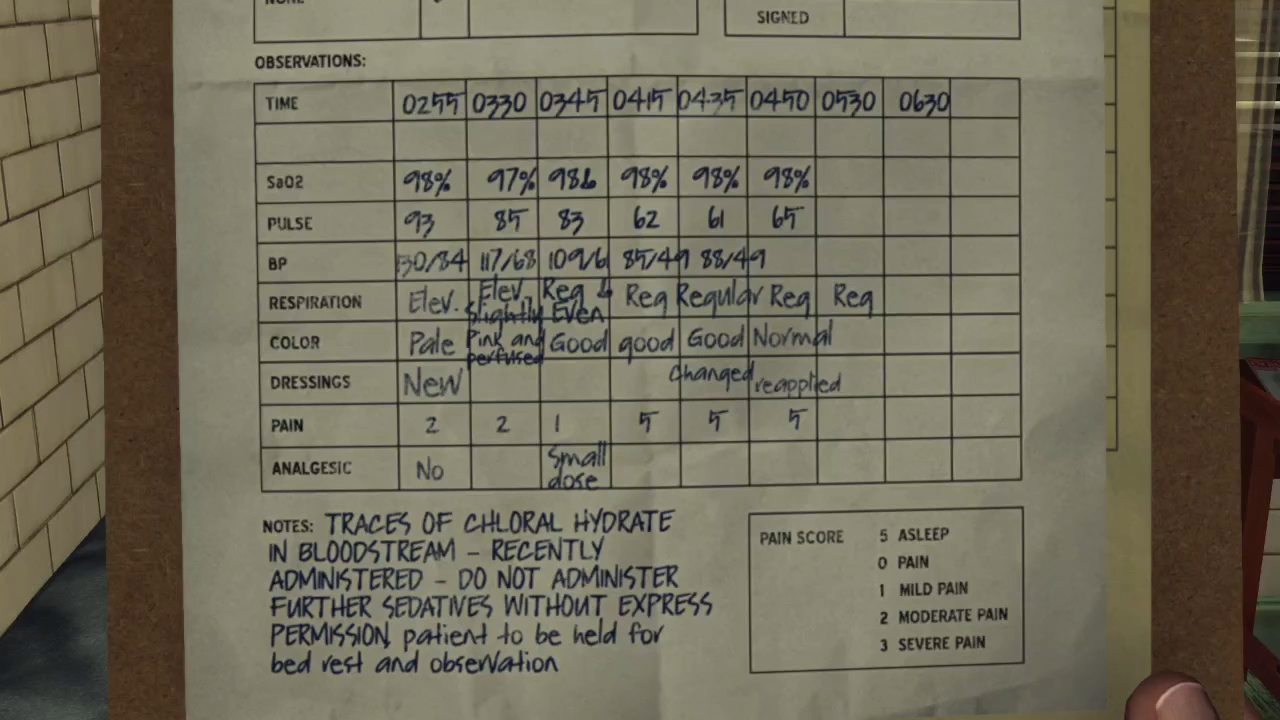 NONE
SIGNED
OBSERVATIONS:
TIME 0255 0330 0345 0415 0435 0450 0530 0630
SaO2 98% 97% 98% 98% 98% 98%
PULSE 93 85 83 62 61 65
BP 130/84 117/68 109/6 85/49 88/49
RESPIRATION Elev. Elev Slightly Reg & Even Reg Regular Reg Reg
COLOR Pale Pink and perfused Good good Good Normal
DRESSINGS New Changed reapplied
PAIN 2 2 1 5 5 5
ANALGESIC No Small dose
NOTES: TRACES OF CHLORAL HYDRATE
IN BLOODSTREAM – RECENTLY
ADMINISTERED – DO NOT ADMINISTER
FURTHER SEDATIVES WITHOUT EXPRESS
PERMISSION, patient to be held for
bed rest and observation
PAIN SCORE 5 ASLEEP
0 PAIN
1 MILD PAIN
2 MODERATE PAIN
3 SEVERE PAIN